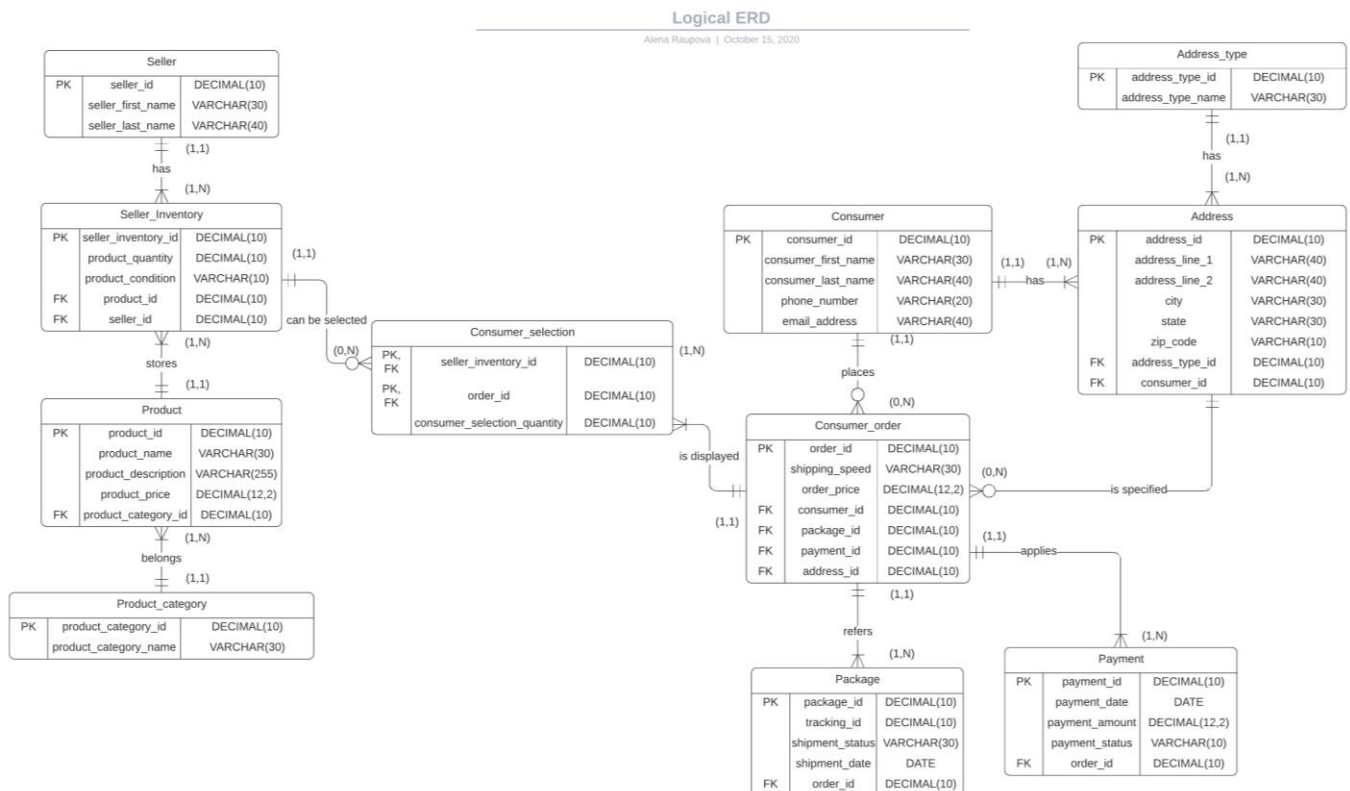 Logical ERD
Alena Raupova | October 15, 2020
Seller
PK seller_id DECIMAL(10)
seller_first_name VARCHAR(30)
seller_last_name VARCHAR(40)
(1,1)
has
(1,N)
Seller_Inventory
PK seller_inventory_id DECIMAL(10)
product_quantity DECIMAL(10)
product_condition VARCHAR(10)
FK product_id DECIMAL(10)
FK seller_id DECIMAL(10)
(1,1)
can be selected
(0,N)
(1,N)
stores
(1,1)
Product
PK product_id DECIMAL(10)
product_name VARCHAR(30)
product_description VARCHAR(255)
product_price DECIMAL(12,2)
FK product_category_id DECIMAL(10)
(1,N)
belongs
(1,1)
Product_category
PK product_category_id DECIMAL(10)
product_category_name VARCHAR(30)
Consumer_selection
PK, FK seller_inventory_id DECIMAL(10)
PK, FK order_id DECIMAL(10)
consumer_selection_quantity DECIMAL(10)
(1,N)
is displayed
(1,1)
Consumer
PK consumer_id DECIMAL(10)
consumer_first_name VARCHAR(30)
consumer_last_name VARCHAR(40)
phone_number VARCHAR(20)
email_address VARCHAR(40)
(1,1)
places
(0,N)
(1,1) has (1,N)
Address_type
PK address_type_id DECIMAL(10)
address_type_name VARCHAR(30)
(1,1)
has
(1,N)
Address
PK address_id DECIMAL(10)
address_line_1 VARCHAR(40)
address_line_2 VARCHAR(40)
city VARCHAR(30)
state VARCHAR(30)
zip_code VARCHAR(10)
FK address_type_id DECIMAL(10)
FK consumer_id DECIMAL(10)
Consumer_order
PK order_id DECIMAL(10)
shipping_speed VARCHAR(30)
order_price DECIMAL(12,2)
FK consumer_id DECIMAL(10)
FK package_id DECIMAL(10)
FK payment_id DECIMAL(10)
FK address_id DECIMAL(10)
(0,N)
is specified
(1,1)
applies
(1,N)
(1,1)
refers
(1,N)
Package
PK package_id DECIMAL(10)
tracking_id DECIMAL(10)
shipment_status VARCHAR(30)
shipment_date DATE
FK order_id DECIMAL(10)
Payment
PK payment_id DECIMAL(10)
payment_date DATE
payment_amount DECIMAL(12,2)
payment_status VARCHAR(10)
FK order_id DECIMAL(10)